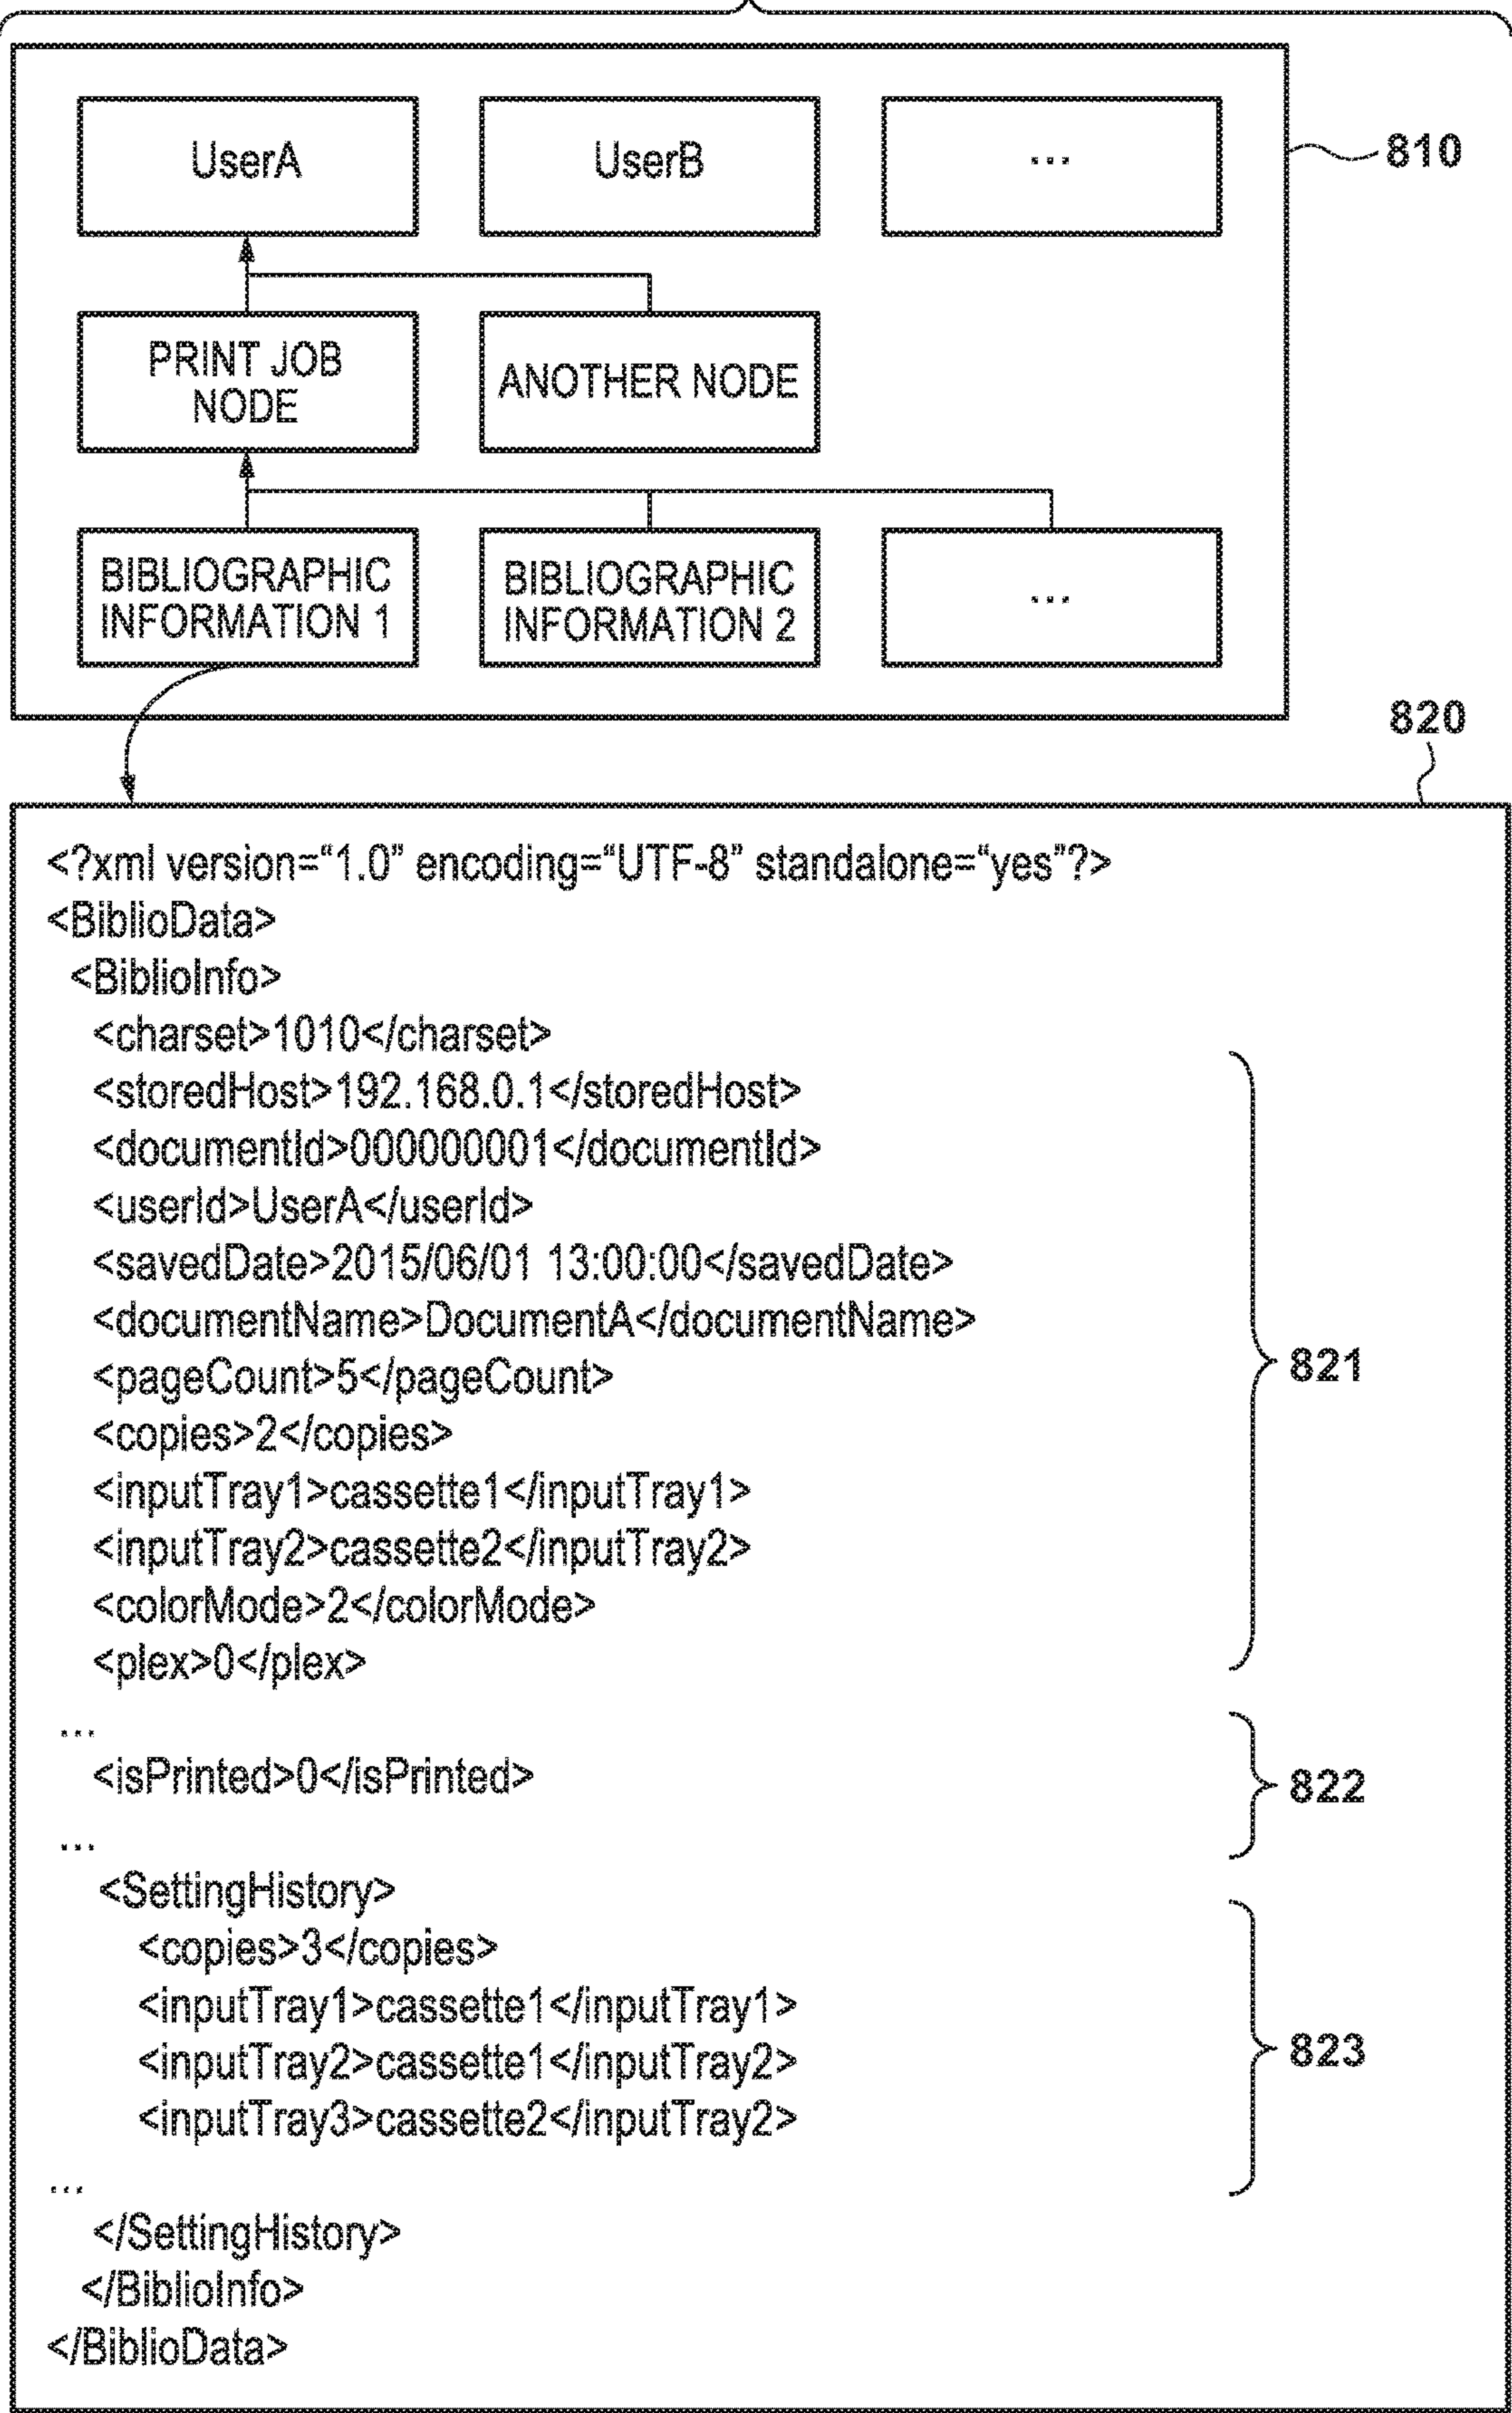 UserA
UserB
...
810
PRINT JOB
NODE
ANOTHER NODE
BIBLIOGRAPHIC
INFORMATION 1
BIBLIOGRAPHIC
INFORMATION 2
...
820
<?xml version=“1.0” encoding=“UTF-8” standalone=“yes”?>
<BiblioData>
<BiblioInfo>
<charset>1010</charset>
<storedHost>192.168.0.1</storedHost>
<documentId>000000001</documentId>
<userId>UserA</userId>
<savedDate>2015/06/01 13:00:00</savedDate>
<documentName>DocumentA</documentName>
<pageCount>5</pageCount>
821
<copies>2</copies>
<inputTray1>cassette1</inputTray1>
<inputTray2>cassette2</inputTray2>
<colorMode>2</colorMode>
<plex>0</plex>
...
<isPrinted>0</isPrinted>
822
...
<SettingHistory>
<copies>3</copies>
<inputTray1>cassette1</inputTray1>
<inputTray2>cassette1</inputTray2>
823
<inputTray3>cassette2</inputTray2>
...
</SettingHistory>
</BiblioInfo>
</BiblioData>